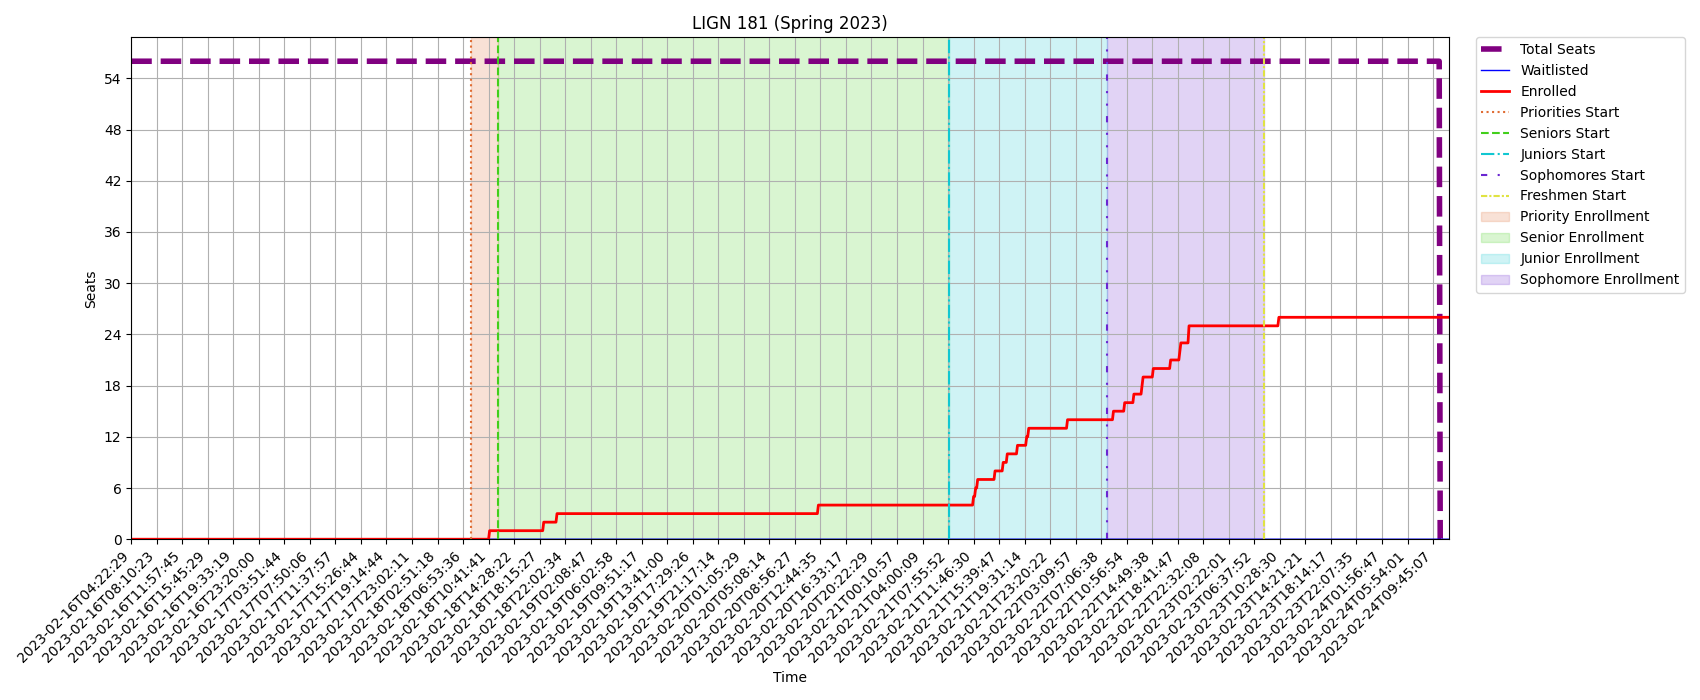 LIGN 181 (Spring 2023)
Seats
54
48
42
36
30
24
18
12
6
0
2023-02-16T04:22:29
2023-02-16T08:10:23
2023-02-16T11:57:45
2023-02-16T15:45:29
2023-02-16T19:33:19
2023-02-16T23:20:00
2023-02-17T03:51:44
2023-02-17T07:50:06
2023-02-17T11:37:57
2023-02-17T15:26:44
2023-02-17T19:14:44
2023-02-17T23:02:11
2023-02-18T02:51:18
2023-02-18T06:53:36
2023-02-18T10:41:41
2023-02-18T14:28:22
2023-02-18T18:15:27
2023-02-18T22:02:34
2023-02-19T02:08:47
2023-02-19T06:02:58
2023-02-19T09:51:17
2023-02-19T13:41:00
2023-02-19T17:29:26
2023-02-19T21:17:14
2023-02-20T01:05:29
2023-02-20T05:08:14
2023-02-20T08:56:27
2023-02-20T12:44:35
2023-02-20T16:33:17
2023-02-20T20:22:29
2023-02-21T00:10:57
2023-02-21T04:00:09
2023-02-21T07:55:52
2023-02-21T11:46:30
2023-02-21T15:39:47
2023-02-21T19:31:14
2023-02-21T23:20:22
2023-02-22T03:09:57
2023-02-22T07:06:38
2023-02-22T10:56:54
2023-02-22T14:49:38
2023-02-22T18:41:47
2023-02-22T22:32:08
2023-02-23T02:22:01
2023-02-23T06:37:52
2023-02-23T10:28:30
2023-02-23T14:21:21
2023-02-23T18:14:17
2023-02-23T22:07:35
2023-02-24T01:56:47
2023-02-24T05:54:01
2023-02-24T09:45:07
Time
Total Seats
Waitlisted
Enrolled
Priorities Start
Seniors Start
Juniors Start
Sophomores Start
Freshmen Start
Priority Enrollment
Senior Enrollment
Junior Enrollment
Sophomore Enrollment